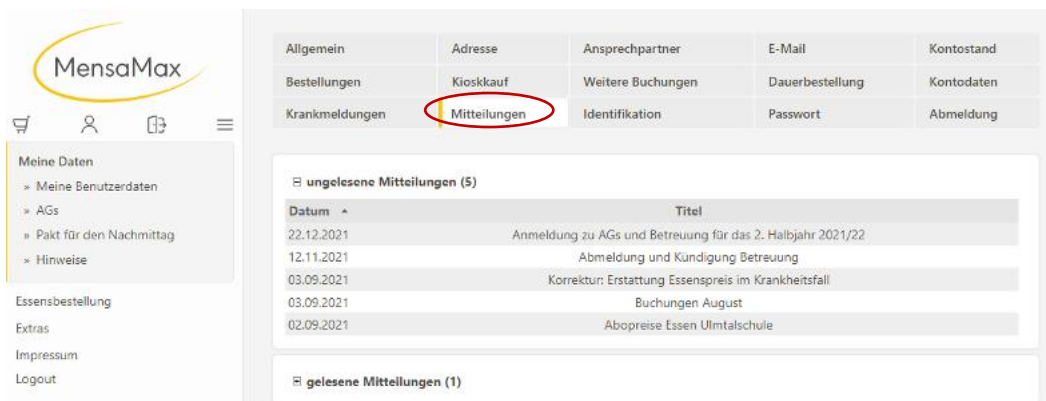 MensaMax
Meine Daten
» Meine Benutzerdaten
» AGs
» Pakt für den Nachmittag
» Hinweise
Essensbestellung
Extras
Impressum
Logout
Allgemein Adresse Ansprechpartner E-Mail Kontostand
Bestellungen Kioskkauf Weitere Buchungen Dauerbestellung Kontodaten
Krankmeldungen Mitteilungen Identifikation Passwort Abmeldung
ungelesene Mitteilungen (5)
Datum Titel
22.12.2021 Anmeldung zu AGs und Betreuung für das 2. Halbjahr 2021/22
12.11.2021 Abmeldung und Kündigung Betreuung
03.09.2021 Korrektur: Erstattung Essenspreis im Krankheitsfall
03.09.2021 Buchungen August
02.09.2021 Abopreise Essen Ulmtalschule
gelesene Mitteilungen (1)